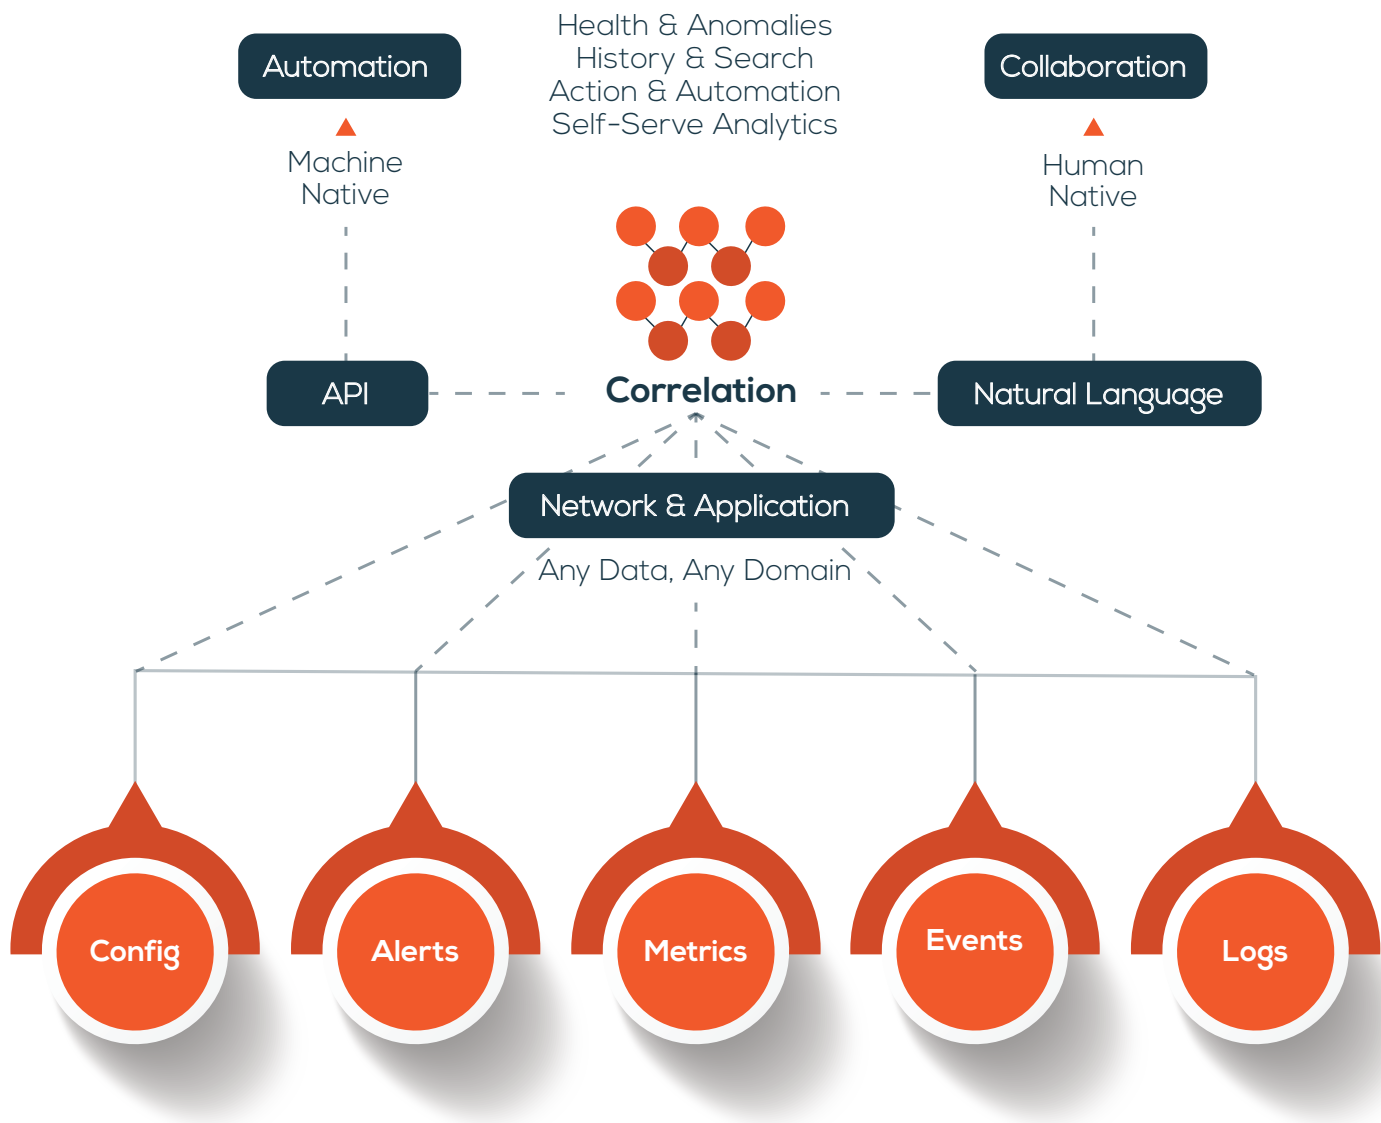 Health & Anomalies
History & Search
Action & Automation
Self-Serve Analytics
Automation
Machine
Native
Collaboration
Human
Native
API
Correlation
Natural Language
Network & Application
Any Data, Any Domain
Config
Alerts
Metrics
Events
Logs